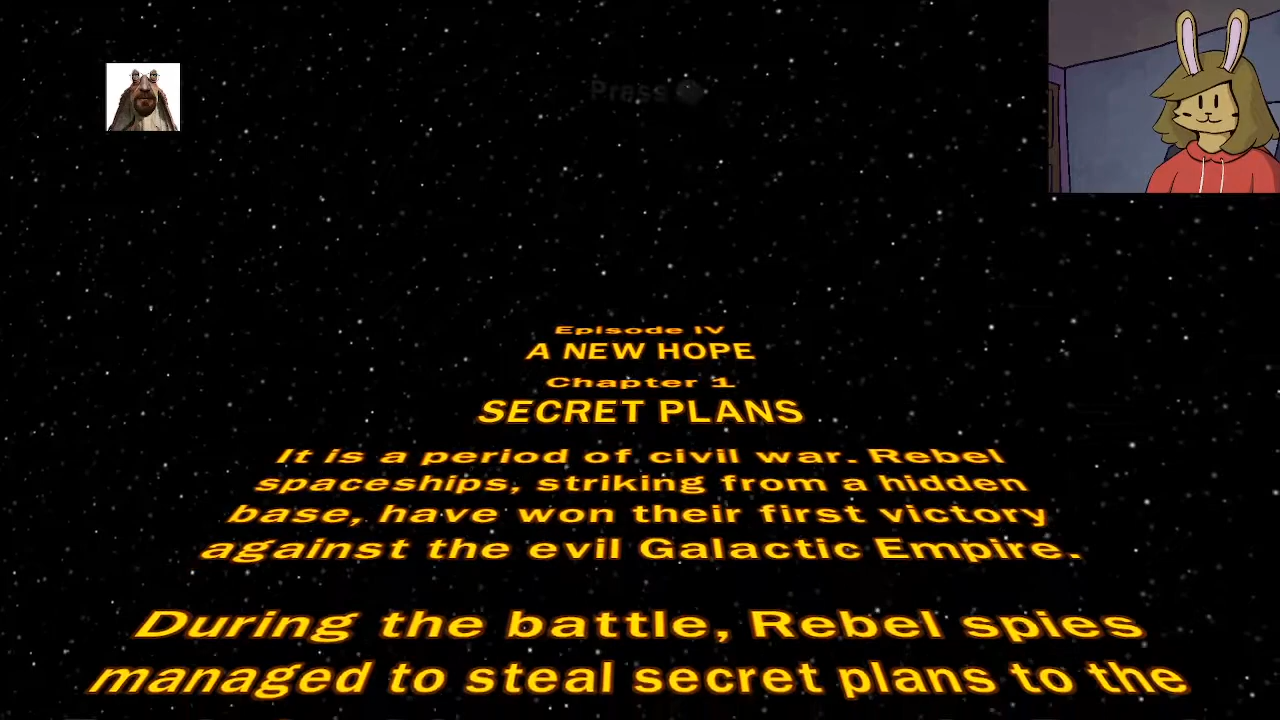 Press
Episode IV
A NEW HOPE
Chapter 1
SECRET PLANS
It is a period of civil war. Rebel
spaceships, striking from a hidden
base, have won their first victory
against the evil Galactic Empire.
During the battle, Rebel spies
managed to steal secret plans to the